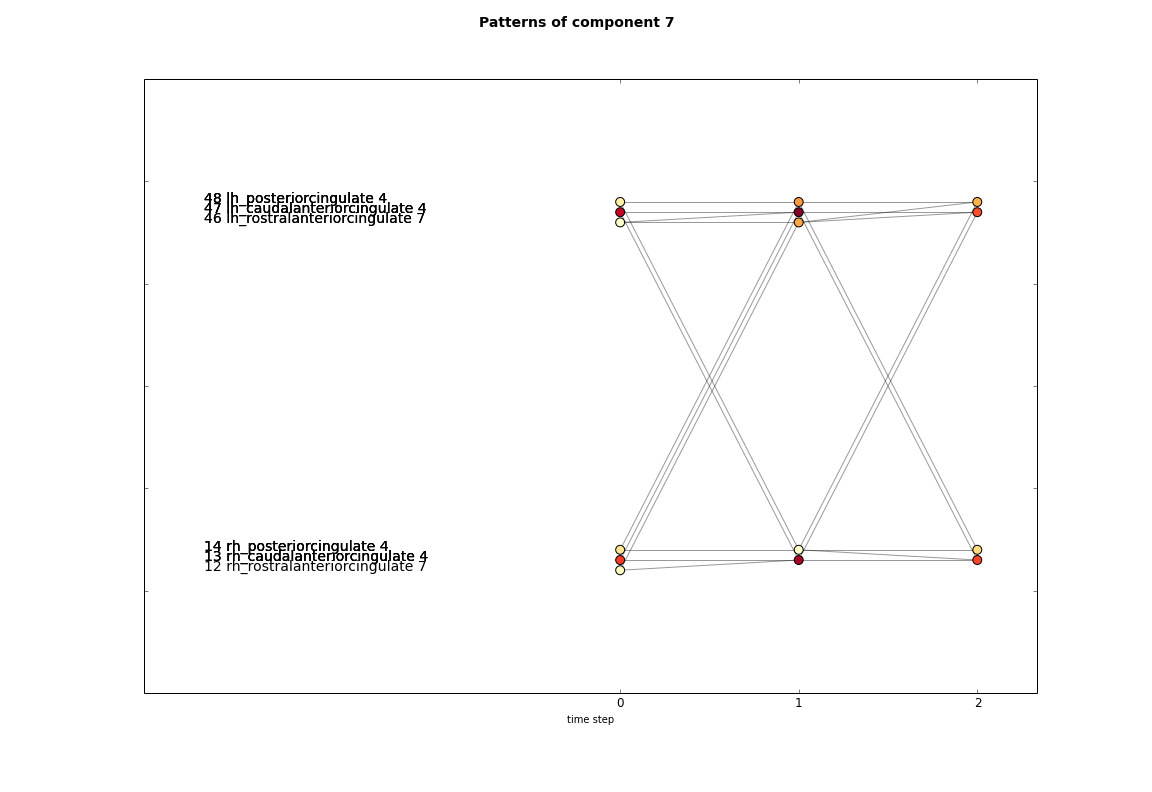 Patterns of component 7
48 lh_posteriorcingulate 4
47 lh_caudalanteriorcingulate 4
46 lh_rostralanteriorcingulate 7
14 rh_posteriorcingulate 4
13 rh_caudalanteriorcingulate 4
12 rh_rostralanteriorcingulate 7
0 1 2
time step